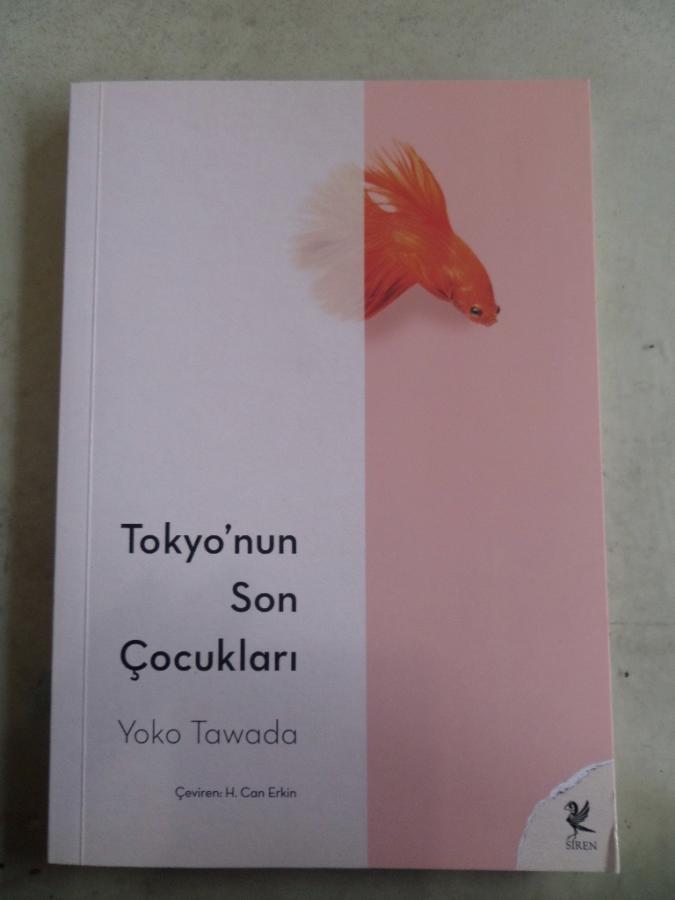 Tokyo'nun
Son
Çocukları
Yoko Tawada
Çeviren: H. Can Erkin
SİREN